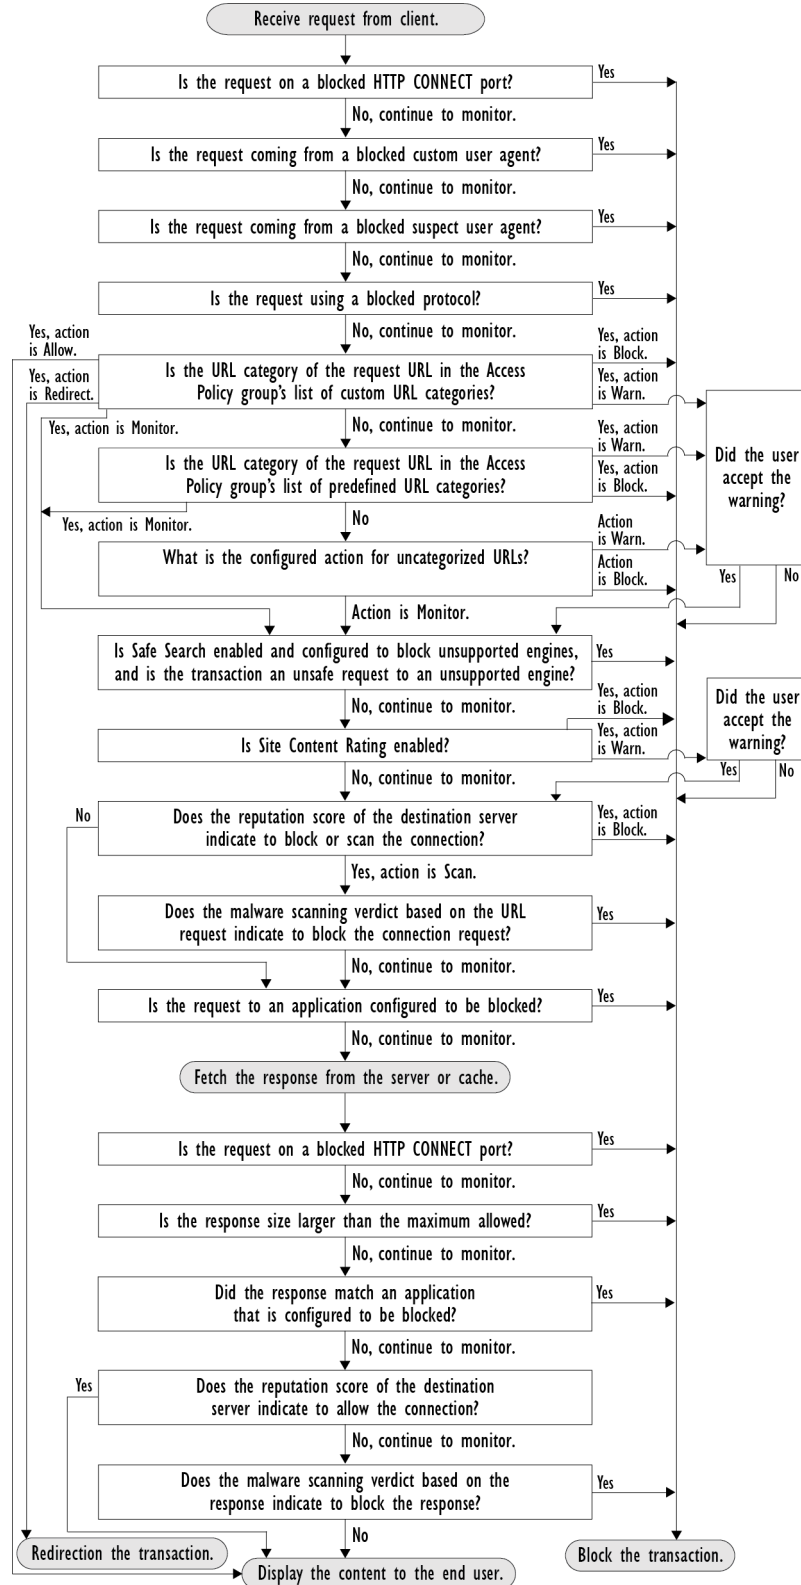 Receive request from client.
Is the request on a blocked HTTP CONNECT port?
Yes
No, continue to monitor.
Is the request coming from a blocked custom user agent?
Yes
No, continue to monitor.
Is the request coming from a blocked suspect user agent?
Yes
No, continue to monitor.
Is the request using a blocked protocol?
Yes
No, continue to monitor.
Yes, action
is Allow.
Yes, action
is Redirect.
Is the URL category of the request URL in the Access
Policy group's list of custom URL categories?
Yes, action
is Block.
Yes, action
is Warn.
Yes, action is Monitor.
No, continue to monitor.
Is the URL category of the request URL in the Access
Policy group's list of predefined URL categories?
Yes, action
is Warn.
Yes, action
is Block.
Did the user
accept the
warning?
Yes, action is Monitor.
No
What is the configured action for uncategorized URLs?
Action
is Warn.
Action
is Block.
Yes
No
Action is Monitor.
Is Safe Search enabled and configured to block unsupported engines,
and is the transaction an unsafe request to an unsupported engine?
Yes
No, continue to monitor.
Is Site Content Rating enabled?
Yes, action
is Block.
Yes, action
is Warn.
Did the user
accept the
warning?
Yes
No
No, continue to monitor.
No
Does the reputation score of the destination server
indicate to block or scan the connection?
Yes, action
is Block.
Yes, action is Scan.
Does the malware scanning verdict based on the URL
request indicate to block the connection request?
Yes
No, continue to monitor.
Is the request to an application configured to be blocked?
Yes
No, continue to monitor.
Fetch the response from the server or cache.
Is the request on a blocked HTTP CONNECT port?
Yes
No, continue to monitor.
Is the response size larger than the maximum allowed?
Yes
No, continue to monitor.
Did the response match an application
that is configured to be blocked?
Yes
No, continue to monitor.
Yes
Does the reputation score of the destination
server indicate to allow the connection?
No, continue to monitor.
Does the malware scanning verdict based on the
response indicate to block the response?
Yes
No
Redirection the transaction.
Display the content to the end user.
Block the transaction.